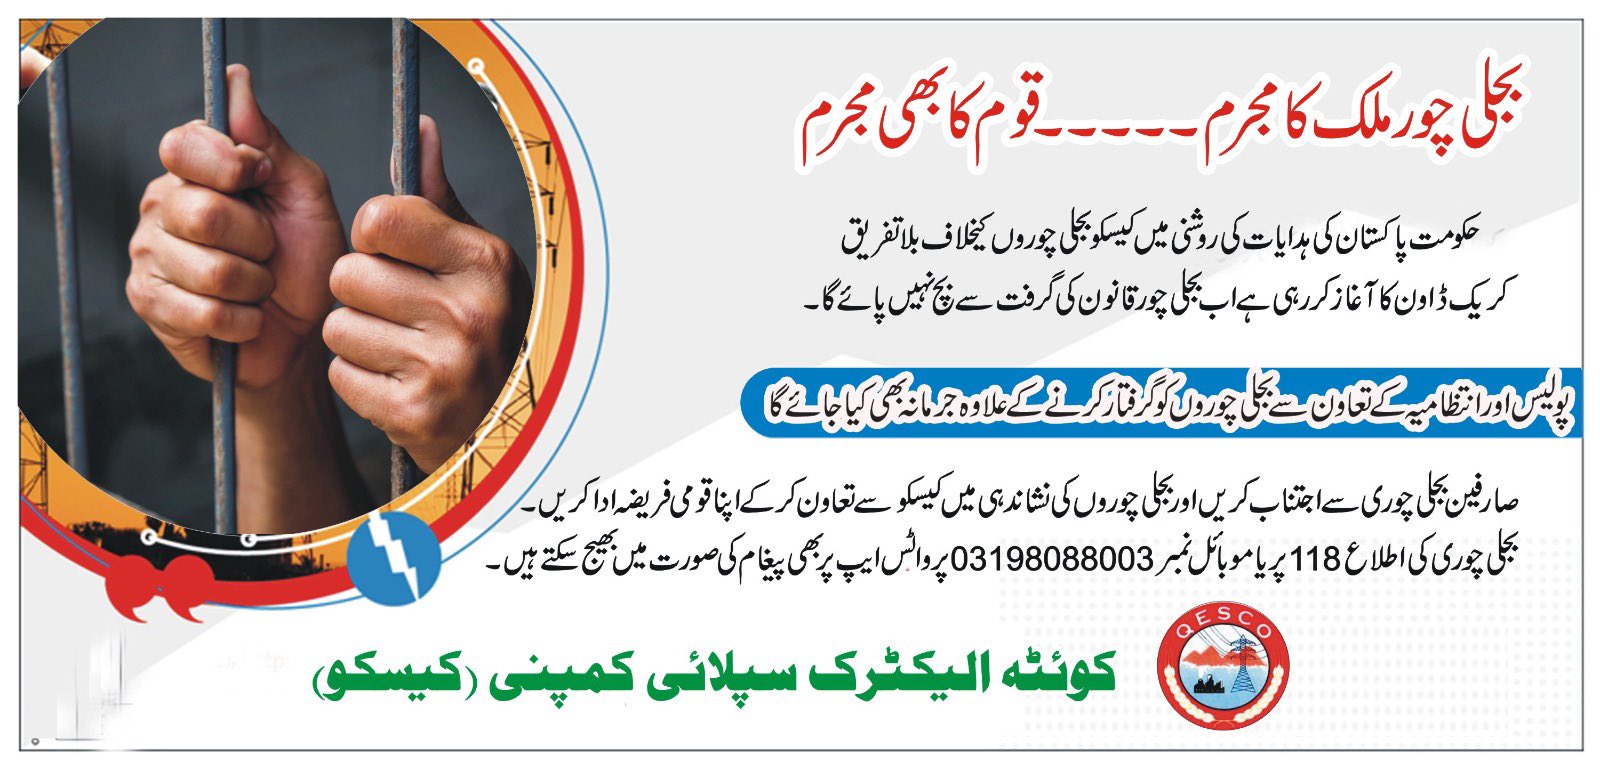 بجلی چور ملک کا مجرم ----- قوم کا بھی مجرم
حکومت پاکستان کی ہدایات کی روشنی میں کیسکو بجلی چوروں کیخلاف بلا تفریق
کریک ڈاون کا آغاز کر رہی ہے اب بجلی چور قانون کی گرفت سے بچ نہیں پائے گا۔
پولیس اور انتظامیہ کے تعاون سے بجلی چوروں کو گرفتار کرنے کے علاوہ جرمانہ بھی کیا جائے گا
صارفین بجلی چوری سے اجتناب کریں اور بجلی چوروں کی نشاندہی میں کیسکو سے تعاون کر کے اپنا قومی فریضہ ادا کریں۔
بجلی چوری کی اطلاع 118 پر یا موبائل نمبر 03198088003 پر واٹس ایپ پر بھی پیغام کی صورت میں بھیج سکتے ہیں۔
QESCO
کوئٹہ الیکٹرک سپلائی کمپنی (کیسکو)